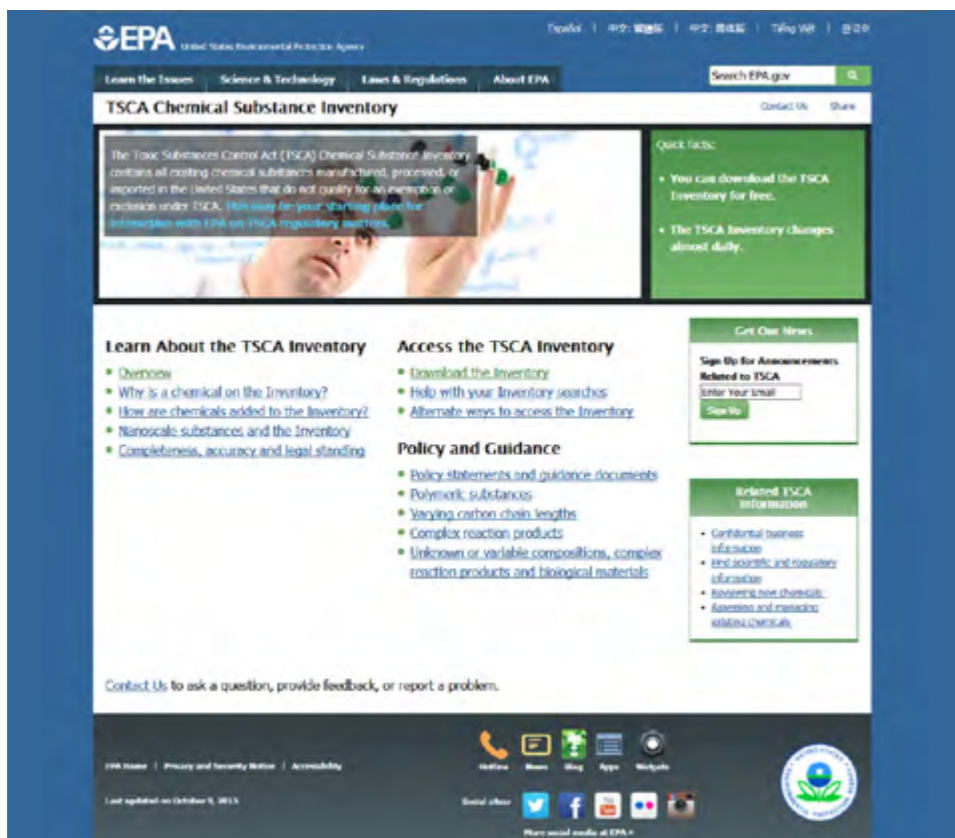 EPA United States Environmental Protection Agency
Español | 中文: 繁體版 | 中文: 简体版 | Tiếng Việt | 한국어
Learn the Issues Science & Technology Laws & Regulations About EPA
Search EPA.gov
TSCA Chemical Substance Inventory
Contact Us Share
The Toxic Substances Control Act (TSCA) Chemical Substance Inventory
contains all existing chemical substances manufactured, processed, or
imported in the United States that do not qualify for an exemption or
exclusion under TSCA. This may be your starting place for
interaction with EPA on TSCA regulatory matters.
Quick facts:
• You can download the TSCA
Inventory for free.
• The TSCA Inventory changes
almost daily.
Learn About the TSCA Inventory
• Overview
• Why is a chemical on the Inventory?
• How are chemicals added to the Inventory?
• Nanoscale substances and the Inventory
• Completeness, accuracy and legal standing
Access the TSCA Inventory
• Download the Inventory
• Help with your Inventory searches
• Alternate ways to access the Inventory
Policy and Guidance
• Policy statements and guidance documents
• Polymeric substances
• Varying carbon chain lengths
• Complex reaction products
• Unknown or variable compositions, complex
reaction products and biological materials
Get Our News
Sign Up for Announcements
Related to TSCA
Enter Your Email
Sign Up
Related TSCA
Information
• Confidential business
information
• Find scientific and regulatory
information
• Reviewing new chemicals
• Assessing and managing
existing chemicals
Contact Us to ask a question, provide feedback, or report a problem.
Hotline News Blog Apps Widgets
EPA Home | Privacy and Security Notice | Accessibility
Last updated on October 9, 2013
Social sites
You
Tube
More social media at EPA »